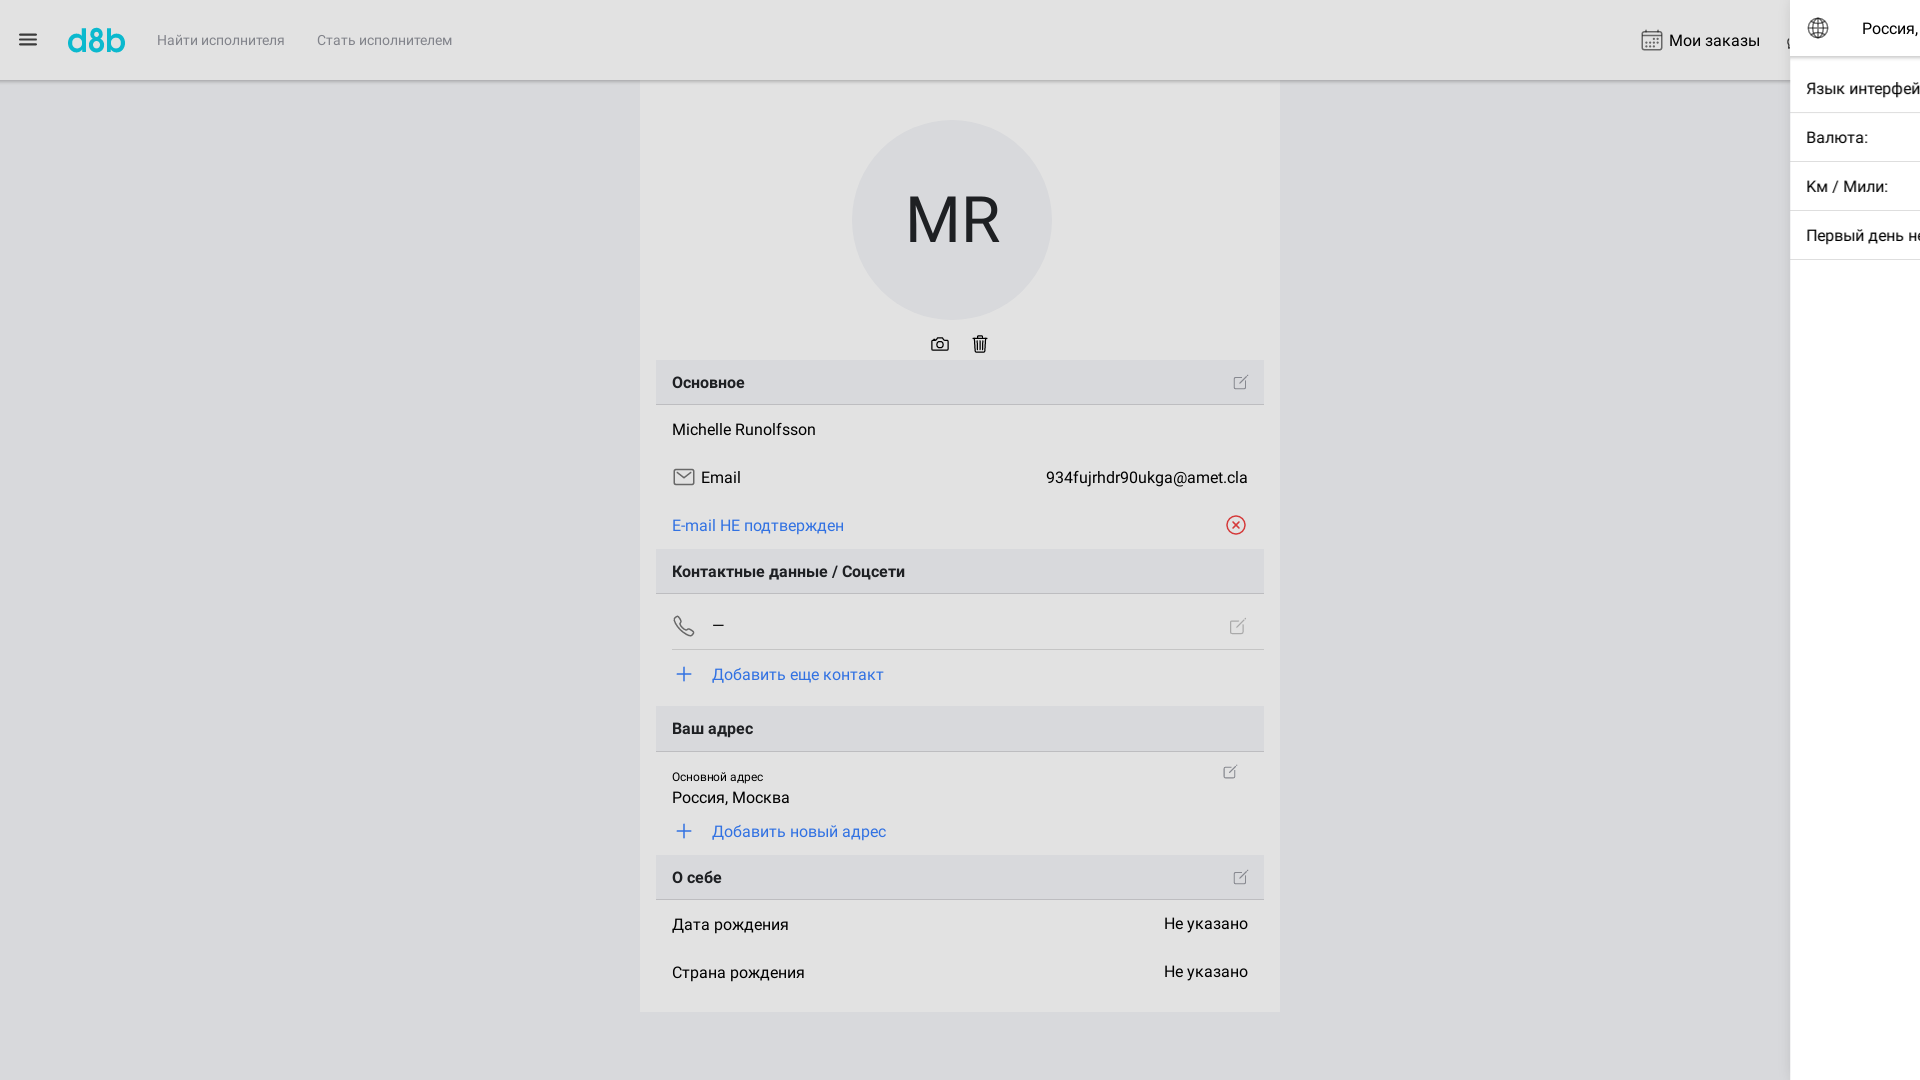 d8b
Найти исполнителя
Стать исполнителем
Мои заказы
Россия,
Язык интерфей
Валюта:
Км / Мили:
Первый день не
MR
Основное
Michelle Runolfsson
Email
934fujrhdr90ukga@amet.cla
E-mail НЕ подтвержден
Контактные данные / Соцсети
—
Добавить еще контакт
Ваш адрес
Основной адрес
Россия, Москва
Добавить новый адрес
О себе
Дата рождения
Не указано
Страна рождения
Не указано